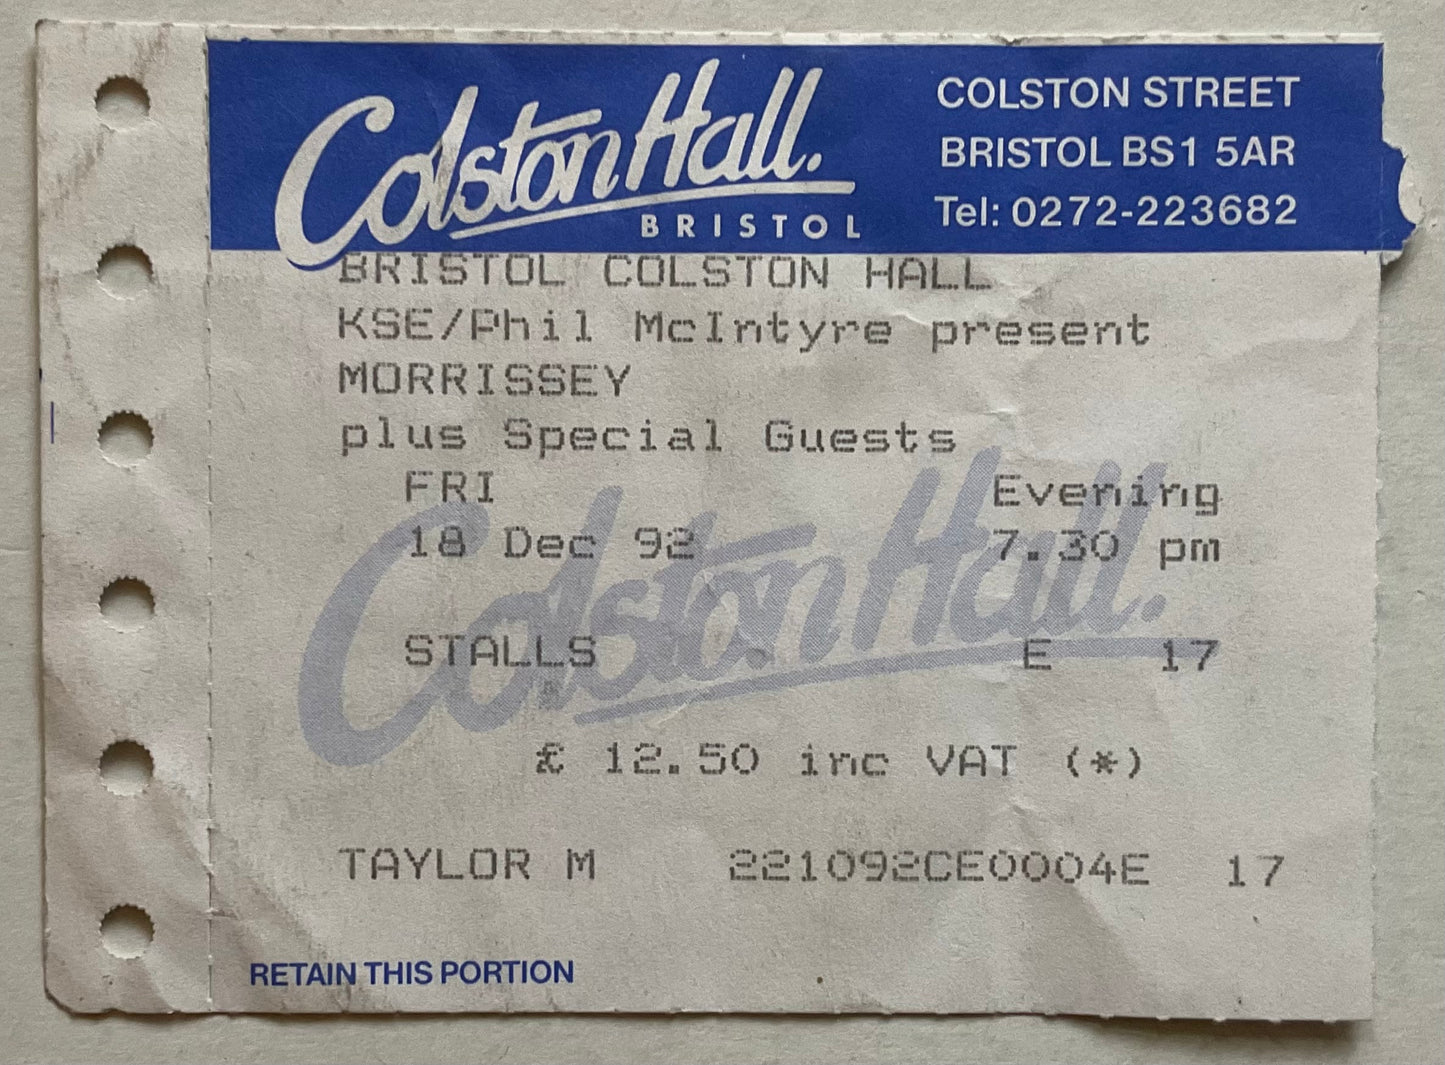 Colston Hall.
BRISTOL
COLSTON STREET
BRISTOL BS1 5AR
Tel: 0272-223682
BRISTOL COLSTON HALL
KSE/Phil McIntyre present
MORRISSEY
plus Special Guests
FRI Evening
18 Dec 92 7.30 pm
Colston Hall.
STALLS E 17
£ 12.50 inc VAT (*)
TAYLOR M 221092CE0004E 17
RETAIN THIS PORTION